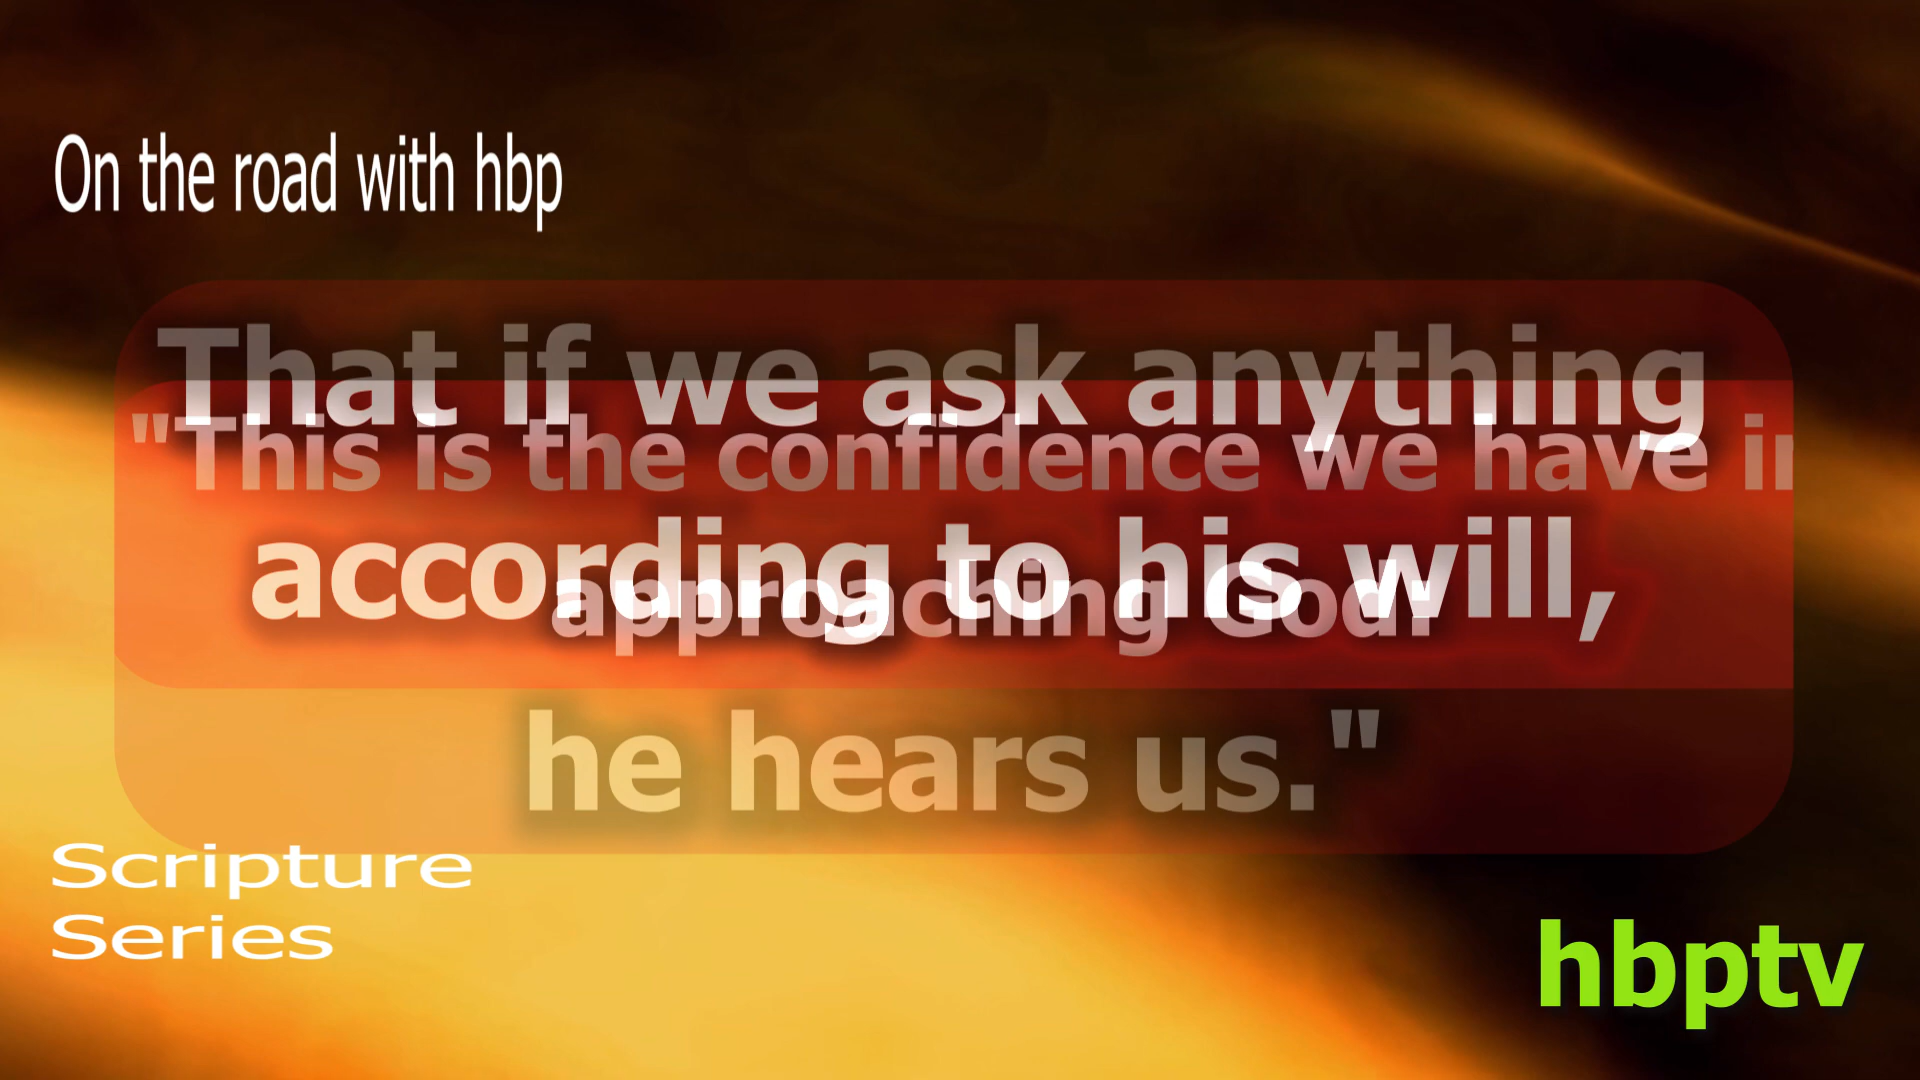 On the road with hbp
That if we ask anything
"This is the confidence we have in
according to his will,
approaching God:
he hears us."
Scripture
Series
hbptv